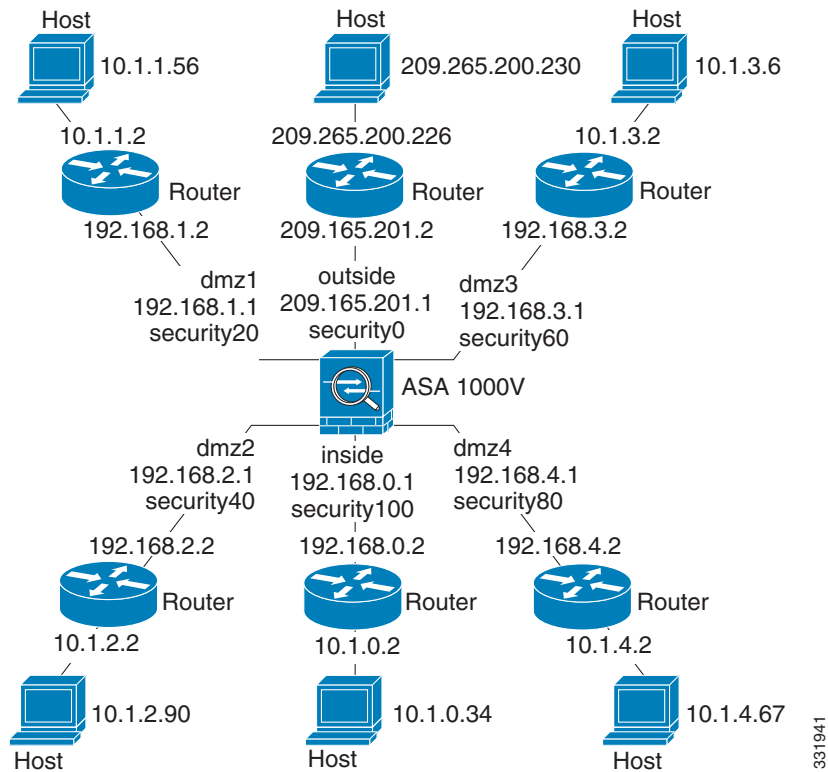 Host
Host
Host
10.1.1.56
209.265.200.230
10.1.3.6
10.1.1.2
209.265.200.226
10.1.3.2
Router
Router
Router
192.168.1.2
209.165.201.2
192.168.3.2
dmz1
192.168.1.1
security20
outside
209.165.201.1
security0
dmz3
192.168.3.1
security60
ASA 1000V
dmz2
192.168.2.1
security40
inside
192.168.0.1
security100
dmz4
192.168.4.1
security80
192.168.2.2
192.168.0.2
192.168.4.2
Router
Router
Router
10.1.2.2
10.1.0.2
10.1.4.2
10.1.2.90
10.1.0.34
10.1.4.67
Host
Host
Host
331941